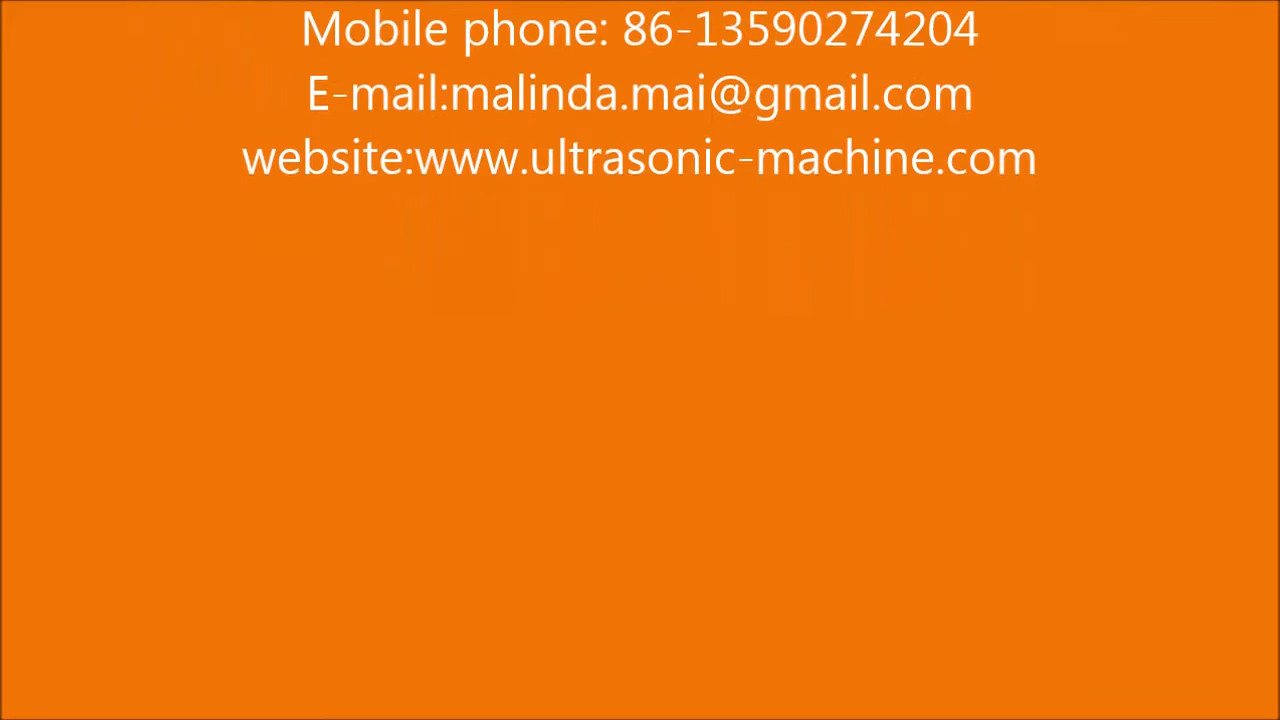 Mobile phone: 86-13590274204
E-mail:malinda.mai@gmail.com
website:www.ultrasonic-machine.com